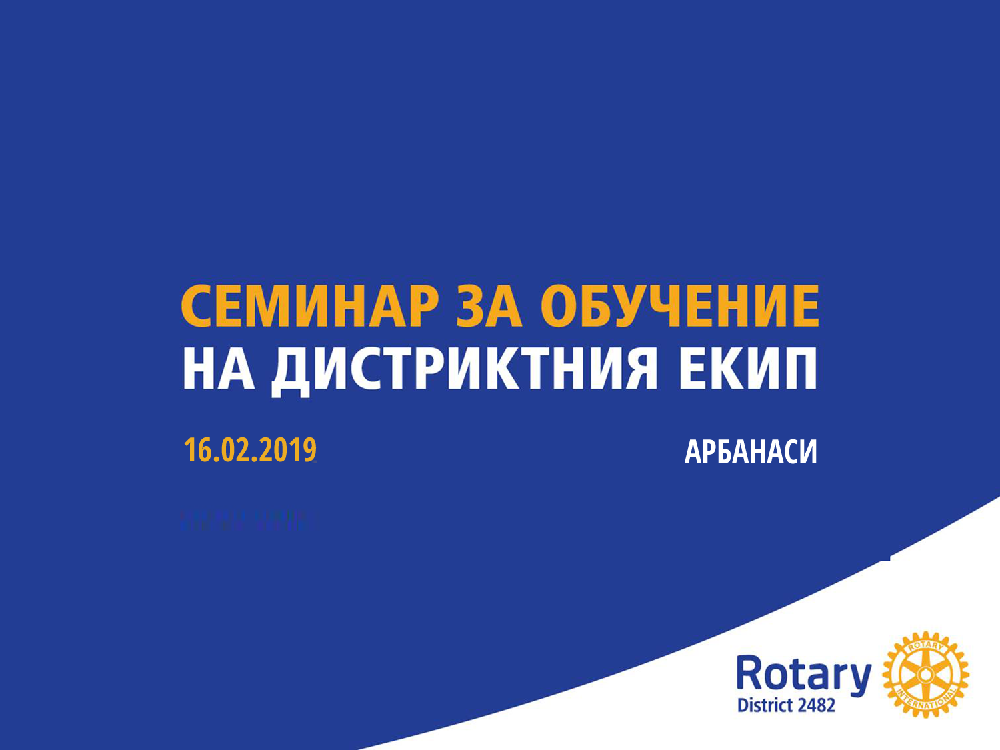 СЕМИНАР ЗА ОБУЧЕНИЕ
НА ДИСТРИКТНИЯ ЕКИП
16.02.2019
АРБАНАСИ
Rotary
District 2482
ROTARY
INTERNATIONAL